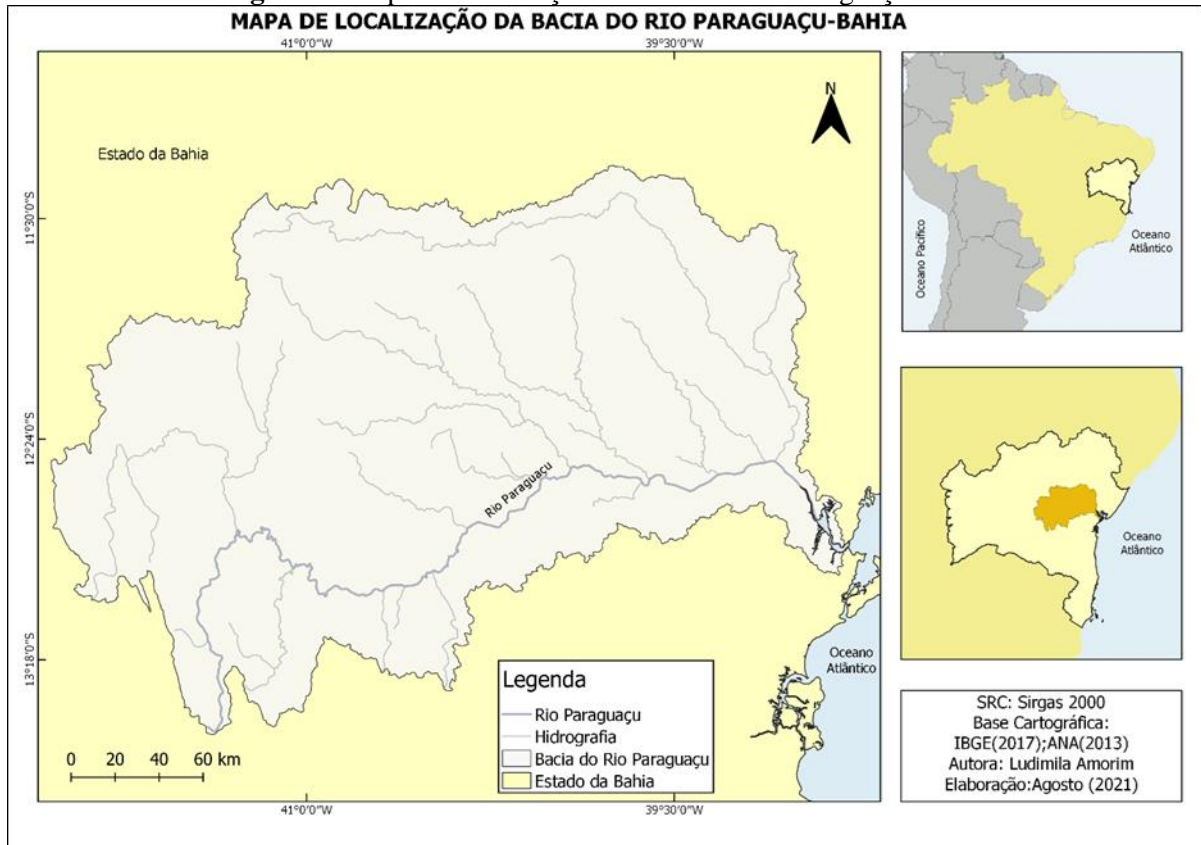 MAPA DE LOCALIZAÇÃO DA BACIA DO RIO PARAGUAÇU-BAHIA
41°0'0"W
39°30'0"W
N
Estado da Bahia
11°30'0"S
12°24'0"S
13°18'0"S
Rio Paraguaçu
Oceano
Atlântico
0 20 40 60 km
Legenda
Rio Paraguaçu
Hidrografia
Bacia do Rio Paraguaçu
Estado da Bahia
41°0'0"W
39°30'0"W
Oceano Pacífico
Oceano
Atlântico
Oceano
Atlântico
SRC: Sirgas 2000
Base Cartográfica:
IBGE(2017);ANA(2013)
Autora: Ludimila Amorim
Elaboração:Agosto (2021)